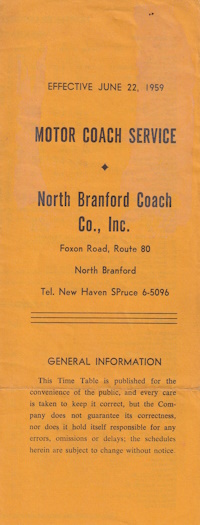 EFFECTIVE JUNE 22, 1959
MOTOR COACH SERVICE
North Branford Coach
Co., Inc.
Foxon Road, Route 80
North Branford
Tel. New Haven SPruce 6-5096
GENERAL INFORMATION
This Time Table is published for the
convenience of the public, and every care
is taken to keep it correct, but the Com-
pany does not guarantee its correctness,
nor does it hold itself responsible for any
errors, omissions or delays; the schedules
herein are subject to change without notice